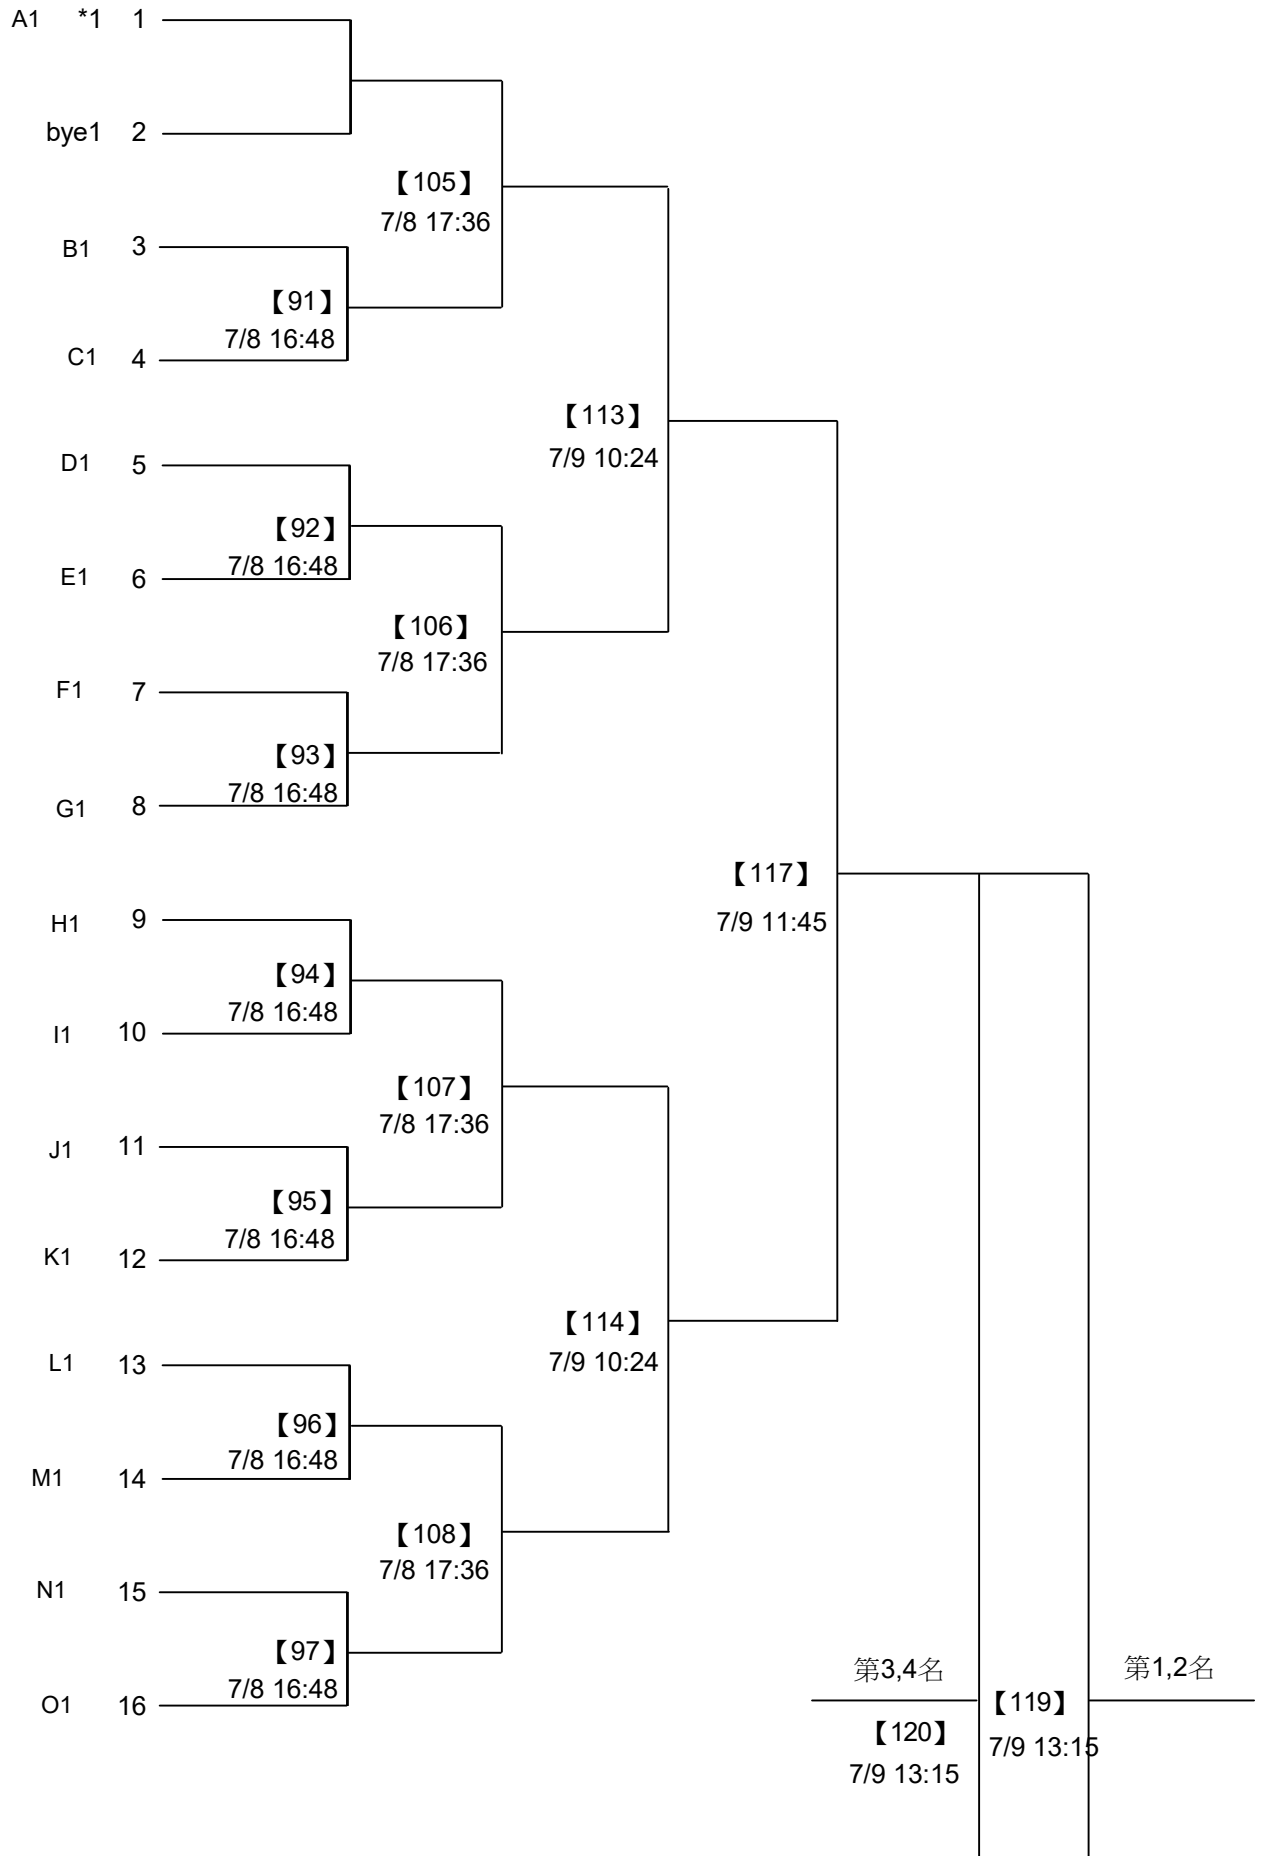 A1 *1 1
bye1 2
【105】
7/8 17:36
B1 3
【91】
7/8 16:48
C1 4
【113】
7/9 10:24
D1 5
【92】
7/8 16:48
E1 6
【106】
7/8 17:36
F1 7
【93】
7/8 16:48
G1 8
【117】
7/9 11:45
H1 9
【94】
7/8 16:48
I1 10
【107】
7/8 17:36
J1 11
【95】
7/8 16:48
K1 12
【114】
7/9 10:24
L1 13
【96】
7/8 16:48
M1 14
【108】
7/8 17:36
N1 15
【97】
7/8 16:48
O1 16
第3,4名
【120】
7/9 13:15
第1,2名
【119】
7/9 13:15